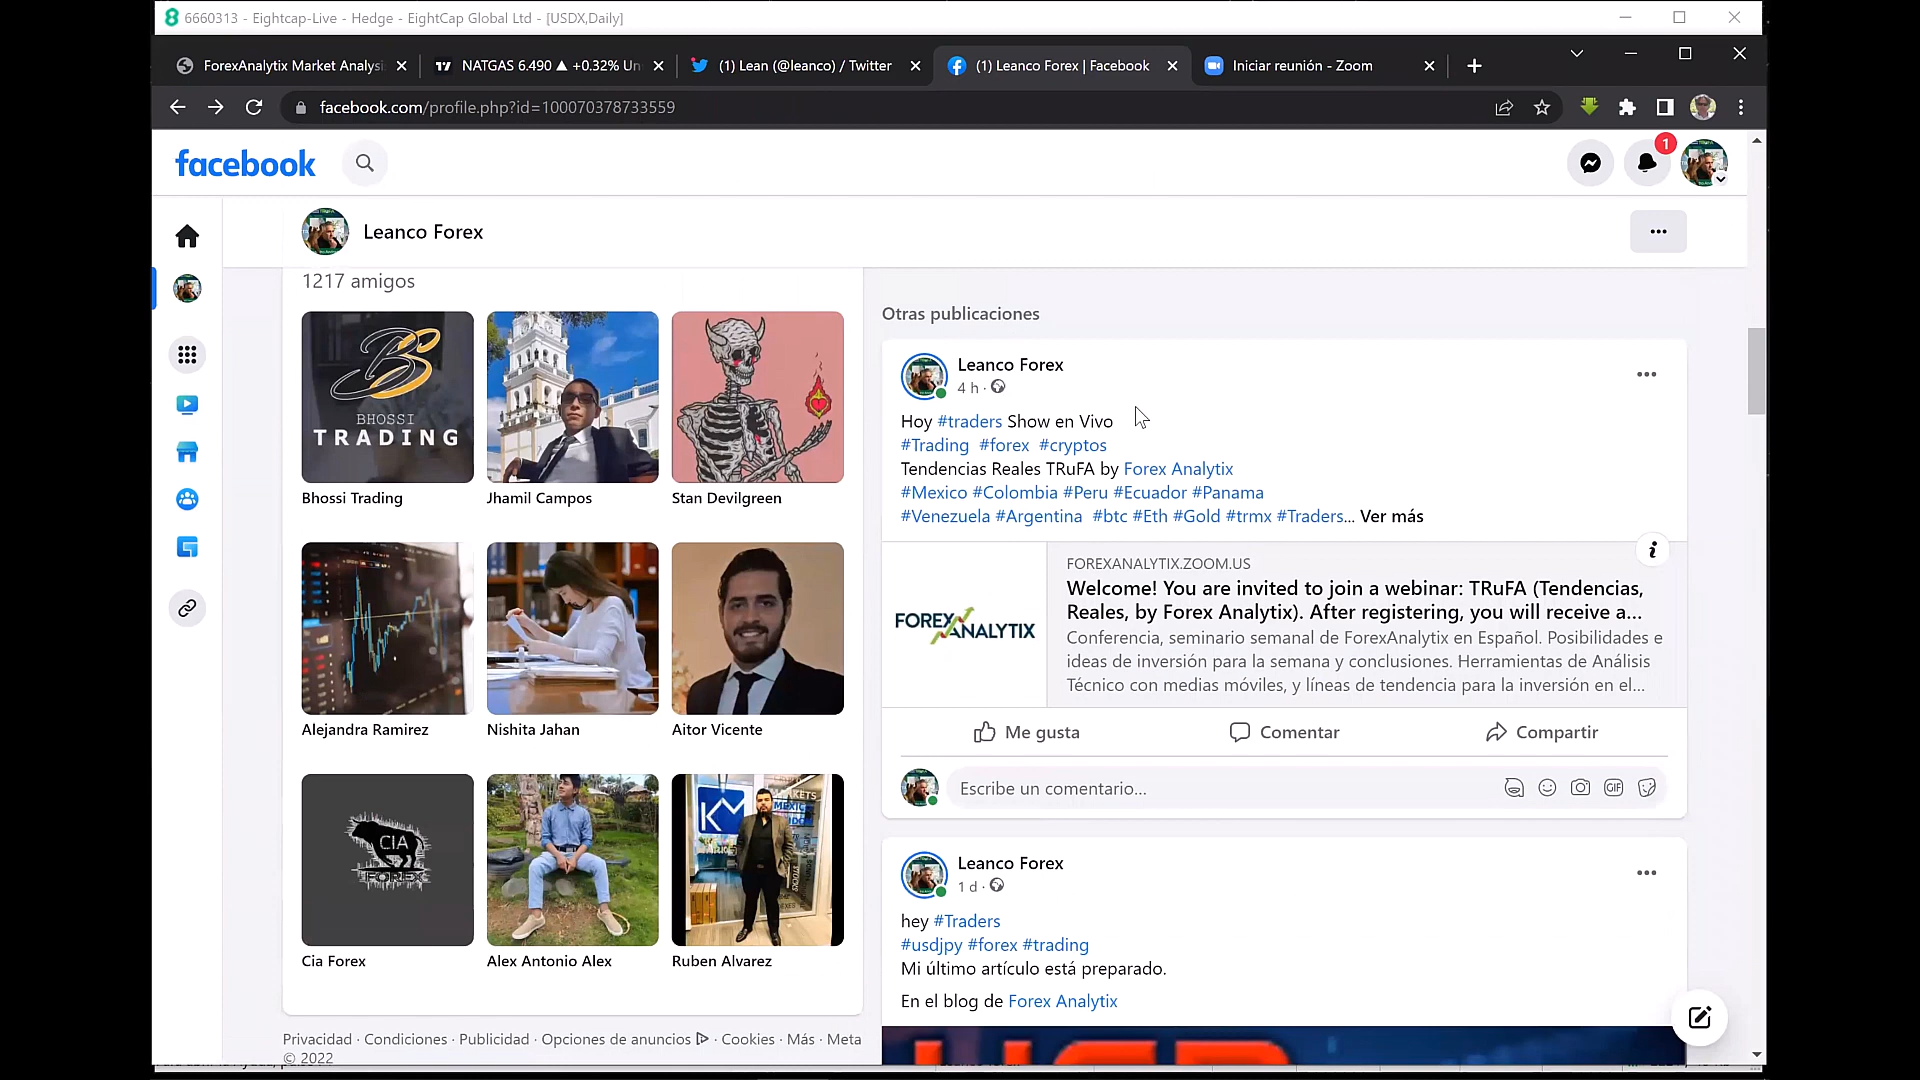 6660313 - Eightcap-Live - Hedge - EightCap Global Ltd - [USDX,Daily]
ForexAnalytix Market Analysi
NATGAS 6.490 ▲ +0.32% Un
(1) Lean (@leanco) / Twitter
(1) Leanco Forex | Facebook
Iniciar reunión - Zoom
facebook.com/profile.php?id=100070378733559
facebook
1
Leanco Forex
1217 amigos
BHOSSI
TRADING
Bhossi Trading
Jhamil Campos
Stan Devilgreen
Alejandra Ramirez
Nishita Jahan
Aitor Vicente
CIA
FOREX
KM
MEXIC
Cia Forex
Alex Antonio Alex
Ruben Alvarez
Privacidad · Condiciones · Publicidad · Opciones de anuncios · Cookies · Más · Meta
© 2022
Otras publicaciones
Leanco Forex
4 h ·
Hoy #traders Show en Vivo
#Trading #forex #cryptos
Tendencias Reales TRuFA by Forex Analytix
#Mexico #Colombia #Peru #Ecuador #Panama
#Venezuela #Argentina #btc #Eth #Gold #trmx #Traders... Ver más
FOREX ANALYTIX
FOREXANALYTIX.ZOOM.US
Welcome! You are invited to join a webinar: TRuFA (Tendencias,
Reales, by Forex Analytix). After registering, you will receive a...
Conferencia, seminario semanal de ForexAnalytix en Español. Posibilidades e
ideas de inversión para la semana y conclusiones. Herramientas de Análisis
Técnico con medias móviles, y líneas de tendencia para la inversión en el...
Me gusta
Comentar
Compartir
Escribe un comentario...
GIF
Leanco Forex
1 d ·
hey #Traders
#usdjpy #forex #trading
Mi último artículo está preparado.
En el blog de Forex Analytix